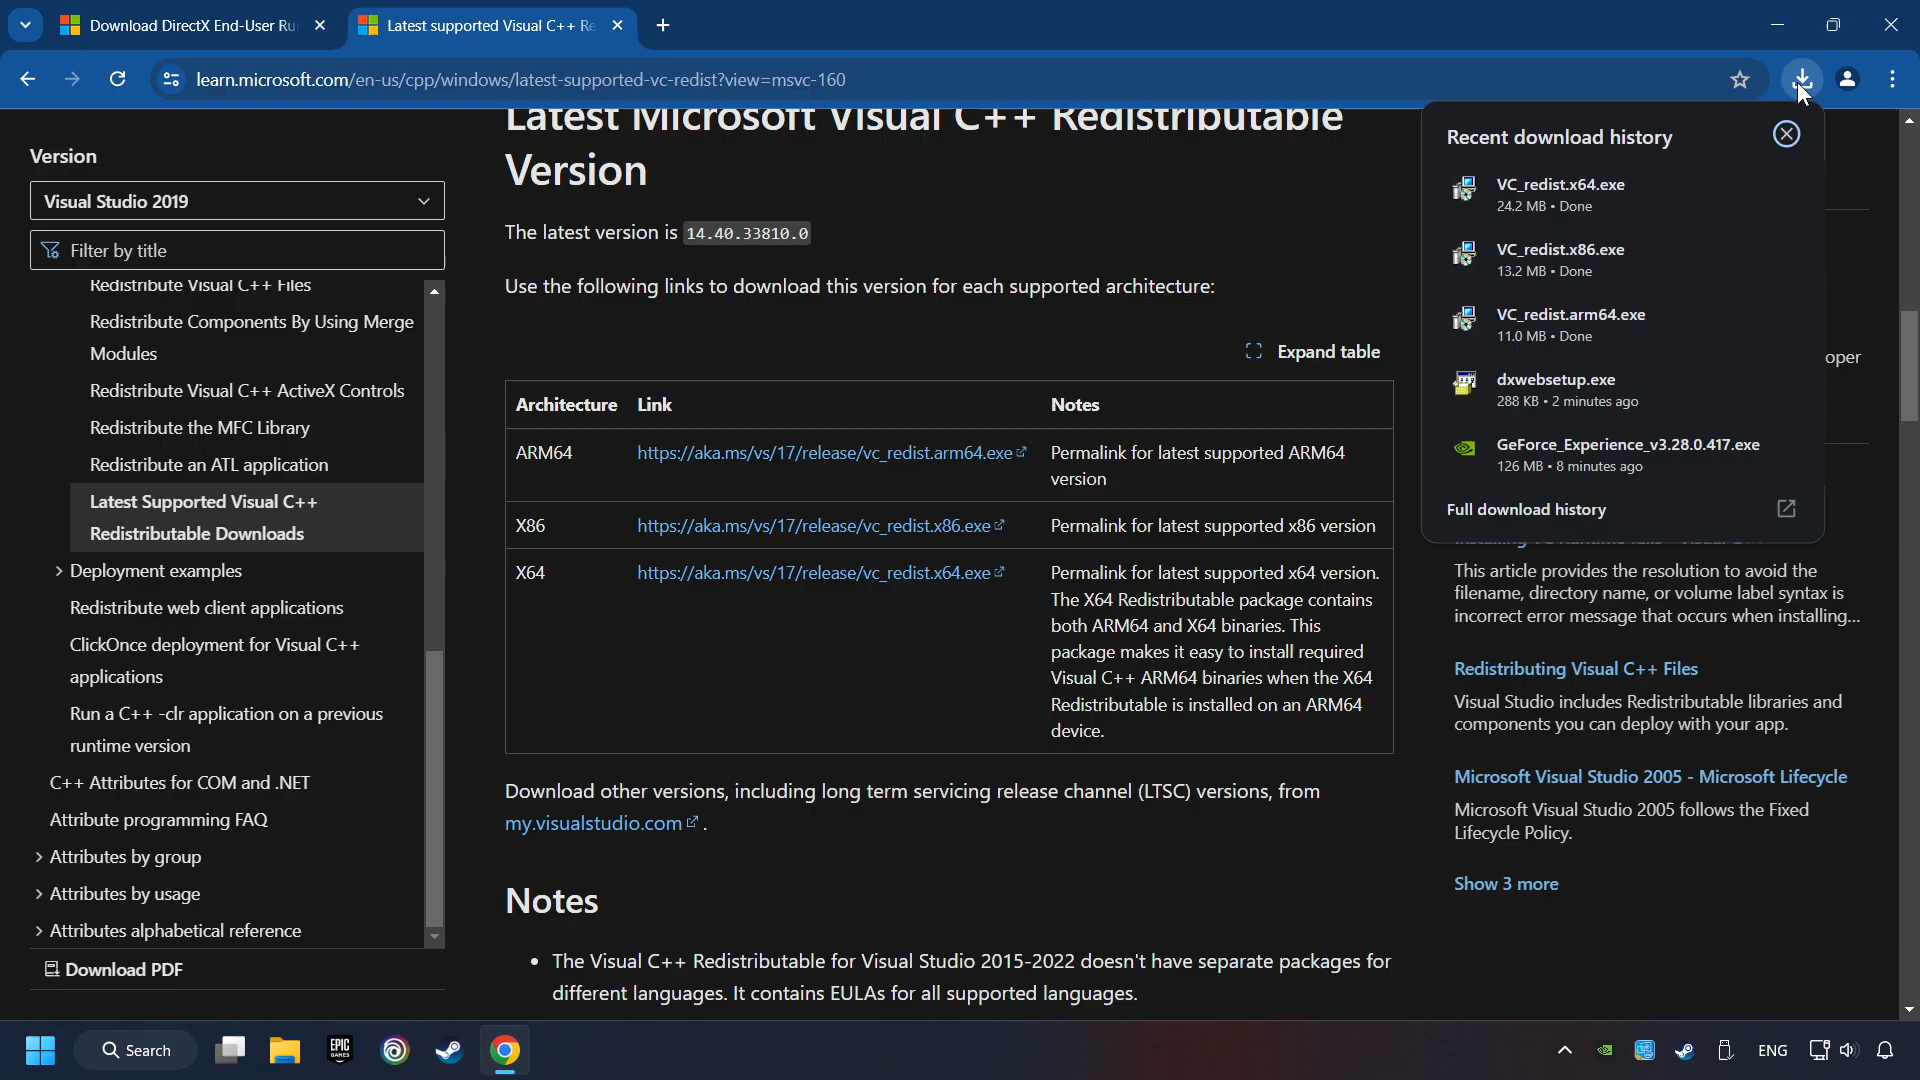 Download DirectX End-User Ru
Latest supported Visual C++ Re
learn.microsoft.com/en-us/cpp/windows/latest-supported-vc-redist?view=msvc-160
Version
Visual Studio 2019
Filter by title
Redistribute Visual C++ Files
Redistribute Components By Using Merge
Modules
Redistribute Visual C++ ActiveX Controls
Redistribute the MFC Library
Redistribute an ATL application
Latest Supported Visual C++
Redistributable Downloads
Deployment examples
Redistribute web client applications
ClickOnce deployment for Visual C++
applications
Run a C++ -clr application on a previous
runtime version
C++ Attributes for COM and .NET
Attribute programming FAQ
Attributes by group
Attributes by usage
Attributes alphabetical reference
Download PDF
Latest Microsoft Visual C++ Redistributable
Version
The latest version is 14.40.33810.0
Use the following links to download this version for each supported architecture:
Expand table
Architecture Link Notes
ARM64 https://aka.ms/vs/17/release/vc_redist.arm64.exe Permalink for latest supported ARM64
version
X86 https://aka.ms/vs/17/release/vc_redist.x86.exe Permalink for latest supported x86 version
X64 https://aka.ms/vs/17/release/vc_redist.x64.exe Permalink for latest supported x64 version.
The X64 Redistributable package contains
both ARM64 and X64 binaries. This
package makes it easy to install required
Visual C++ ARM64 binaries when the X64
Redistributable is installed on an ARM64
device.
Download other versions, including long term servicing release channel (LTSC) versions, from
my.visualstudio.com .
Notes
• The Visual C++ Redistributable for Visual Studio 2015-2022 doesn't have separate packages for
different languages. It contains EULAs for all supported languages.
Recent download history
VC_redist.x64.exe
24.2 MB • Done
VC_redist.x86.exe
13.2 MB • Done
VC_redist.arm64.exe
11.0 MB • Done
dxwebsetup.exe
288 KB • 2 minutes ago
GeForce_Experience_v3.28.0.417.exe
126 MB • 8 minutes ago
Full download history
oper
This article provides the resolution to avoid the
filename, directory name, or volume label syntax is
incorrect error message that occurs when installing...
Redistributing Visual C++ Files
Visual Studio includes Redistributable libraries and
components you can deploy with your app.
Microsoft Visual Studio 2005 - Microsoft Lifecycle
Microsoft Visual Studio 2005 follows the Fixed
Lifecycle Policy.
Show 3 more
Search
EPIC
GAMES
ENG